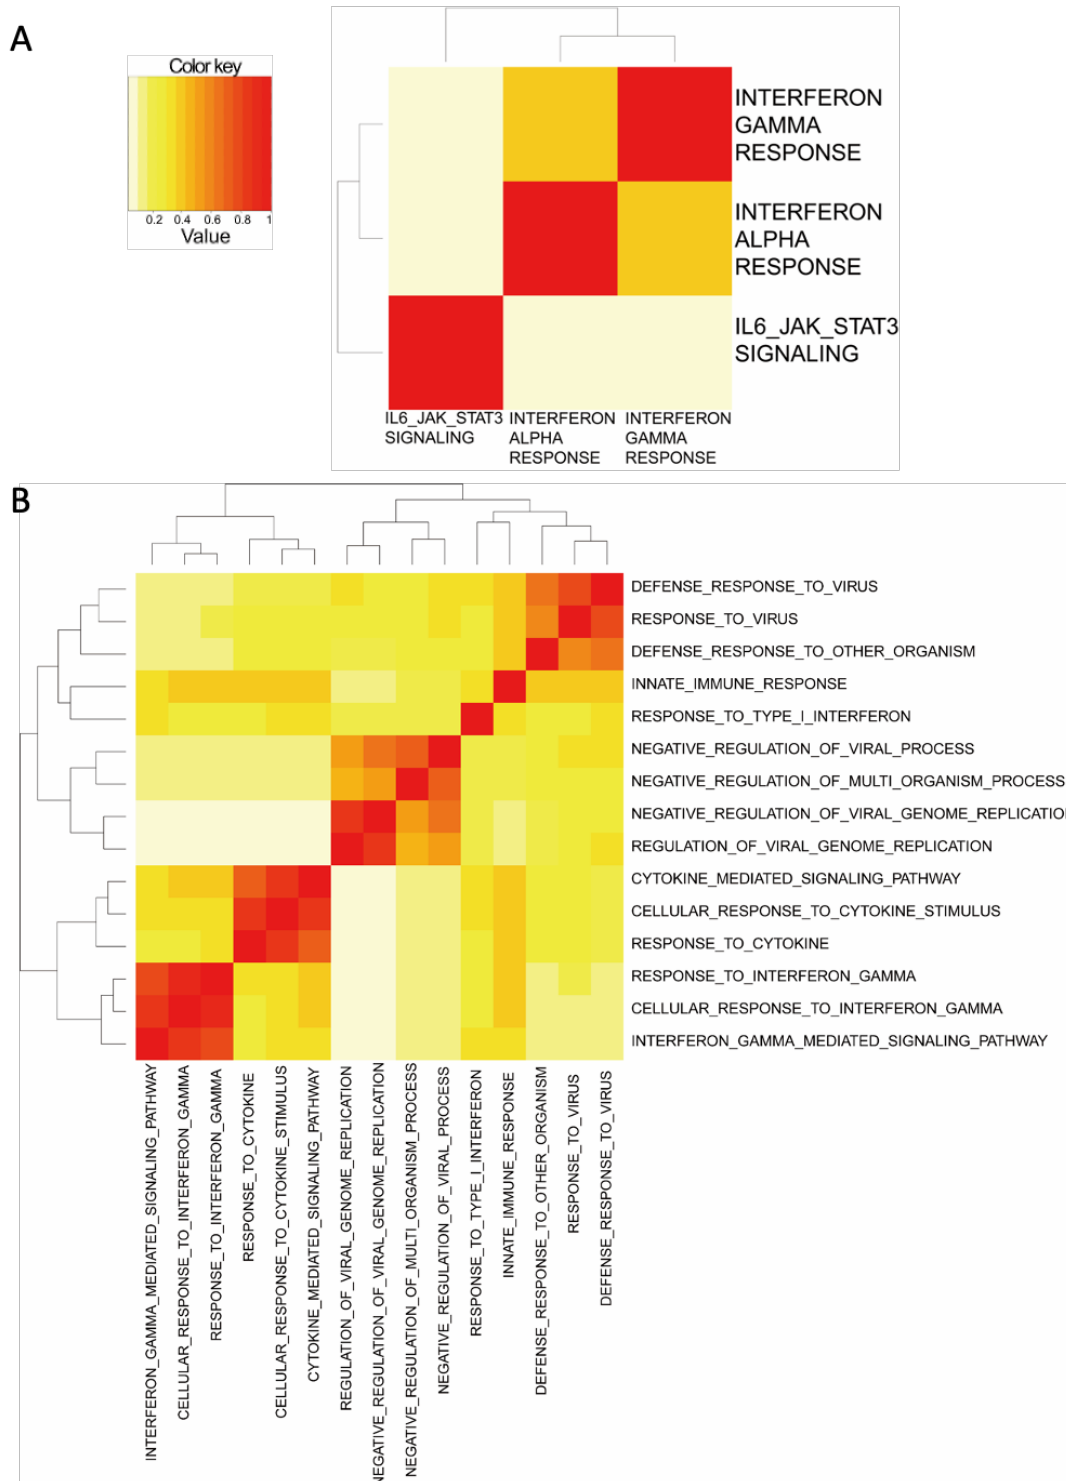 A
Color key
0.2 0.4 0.6 0.8 1
Value
INTERFERON
GAMMA
RESPONSE
INTERFERON
ALPHA
RESPONSE
IL6_JAK_STAT3
SIGNALING
IL6_JAK_STAT3
SIGNALING
INTERFERON
ALPHA
RESPONSE
INTERFERON
GAMMA
RESPONSE
B
DEFENSE_RESPONSE_TO_VIRUS
RESPONSE_TO_VIRUS
DEFENSE_RESPONSE_TO_OTHER_ORGANISM
INNATE_IMMUNE_RESPONSE
RESPONSE_TO_TYPE_I_INTERFERON
NEGATIVE_REGULATION_OF_VIRAL_PROCESS
NEGATIVE_REGULATION_OF_MULTI_ORGANISM_PROCESS
NEGATIVE_REGULATION_OF_VIRAL_GENOME_REPLICATION
REGULATION_OF_VIRAL_GENOME_REPLICATION
CYTOKINE_MEDIATED_SIGNALING_PATHWAY
CELLULAR_RESPONSE_TO_CYTOKINE_STIMULUS
RESPONSE_TO_CYTOKINE
RESPONSE_TO_INTERFERON_GAMMA
CELLULAR_RESPONSE_TO_INTERFERON_GAMMA
INTERFERON_GAMMA_MEDIATED_SIGNALING_PATHWAY
INTERFERON_GAMMA_MEDIATED_SIGNALING_PATHWAY
CELLULAR_RESPONSE_TO_INTERFERON_GAMMA
RESPONSE_TO_INTERFERON_GAMMA
RESPONSE_TO_CYTOKINE
CELLULAR_RESPONSE_TO_CYTOKINE_STIMULUS
CYTOKINE_MEDIATED_SIGNALING_PATHWAY
REGULATION_OF_VIRAL_GENOME_REPLICATION
NEGATIVE_REGULATION_OF_VIRAL_GENOME_REPLICATION
NEGATIVE_REGULATION_OF_MULTI_ORGANISM_PROCESS
NEGATIVE_REGULATION_OF_VIRAL_PROCESS
RESPONSE_TO_TYPE_I_INTERFERON
INNATE_IMMUNE_RESPONSE
DEFENSE_RESPONSE_TO_OTHER_ORGANISM
RESPONSE_TO_VIRUS
DEFENSE_RESPONSE_TO_VIRUS